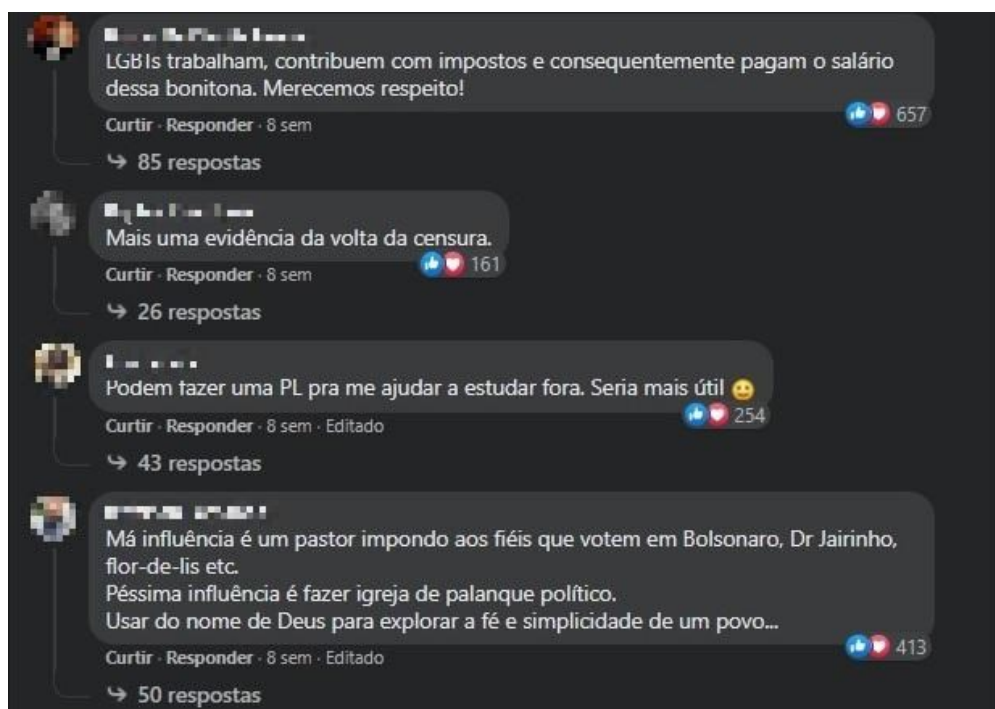 LGBTs trabalham, contribuem com impostos e consequentemente pagam o salário
dessa bonitona. Merecemos respeito!
657
Curtir · Responder · 8 sem
85 respostas
Mais uma evidência da volta da censura.
161
Curtir · Responder · 8 sem
26 respostas
Podem fazer uma PL pra me ajudar a estudar fora. Seria mais útil
254
Curtir · Responder · 8 sem · Editado
43 respostas
Má influência é um pastor impondo aos fiéis que votem em Bolsonaro, Dr Jairinho,
flor-de-lis etc.
Péssima influência é fazer igreja de palanque político.
Usar do nome de Deus para explorar a fé e simplicidade de um povo...
413
Curtir · Responder · 8 sem · Editado
50 respostas